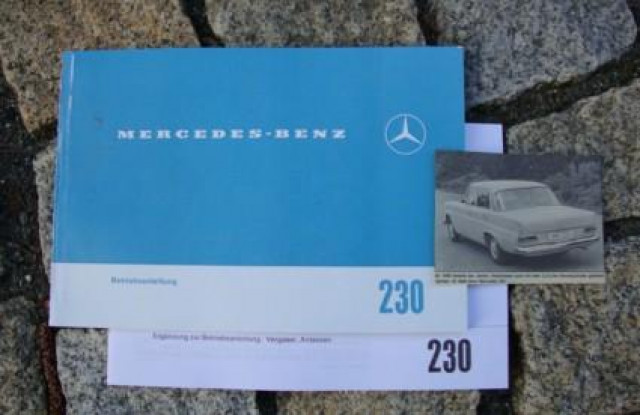 MERCEDES-BENZ
Betriebsanleitung
230
Ergänzung zur Betriebsanleitung: Vergaser, Anlassen
230